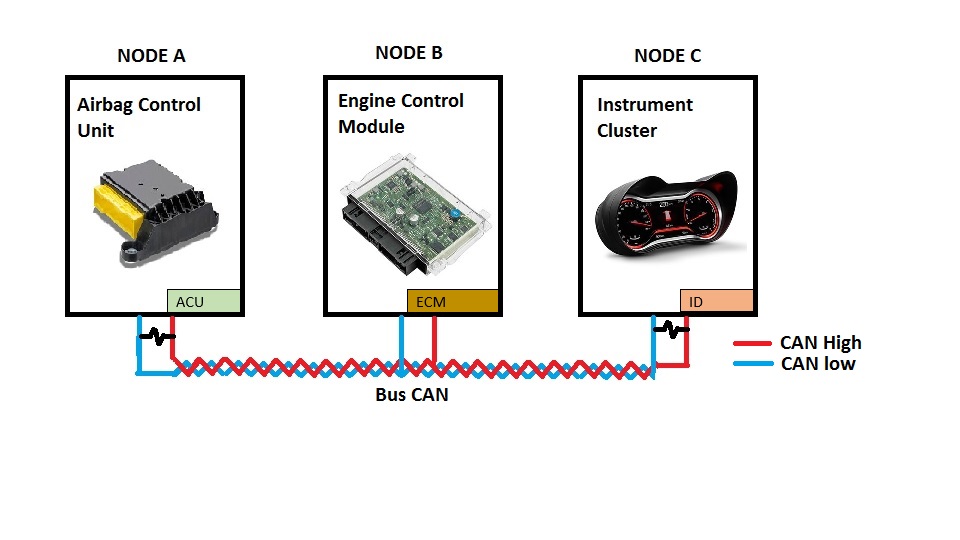 NODE A
NODE B
NODE C
Airbag Control
Unit
Engine Control
Module
Instrument
Cluster
ACU
ECM
ID
CAN High
CAN low
Bus CAN